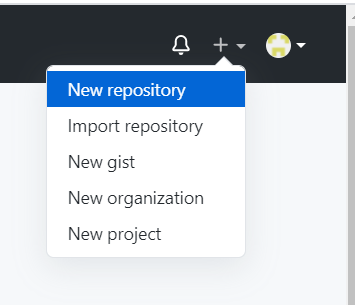 New repository
Import repository
New gist
New organization
New project